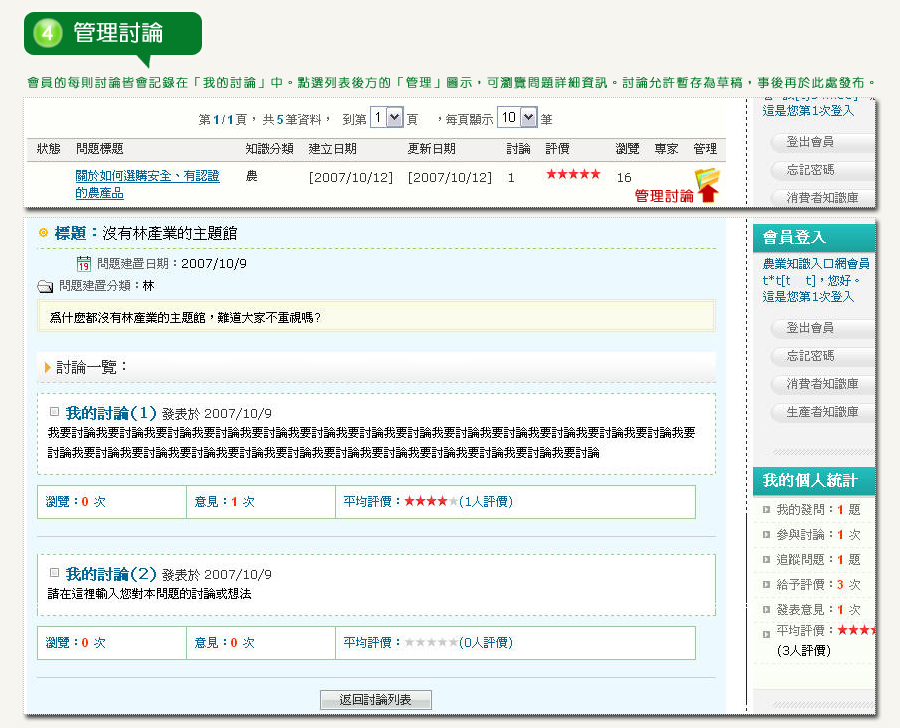 4 管理討論
會員的每則討論皆會記錄在「我的討論」中。點選列表後方的「管理」圖示，可瀏覽問題詳細資訊。討論允許暫存為草稿，事後再於此處發布。
第1/1頁，共5筆資料， 到第 1 頁 ，每頁顯示 10 筆
狀態 問題標題 知識分類 建立日期 更新日期 討論 評價 瀏覽 專家 管理
關於如何選購安全、有認證
的農產品
農 [2007/10/12] [2007/10/12] 1 ★★★★★ 16
管理討論
這是您第1次登入
登出會員
忘記密碼
消費者知識庫
標題：沒有林產業的主題館
19 問題建置日期：2007/10/9
問題建置分類：林
爲什麼都沒有林產業的主題館，難道大家不重視嗎?
討論一覽：
我的討論(1) 發表於 2007/10/9
我要討論我要討論我要討論我要討論我要討論我要討論我要討論我要討論我要討論我要討論我要討論我要討論我要討論我要
討論我要討論我要討論我要討論我要討論我要討論我要討論我要討論我要討論我要討論我要討論我要討論
瀏覽：0 次 意見：1 次 平均評價：★★★★★(1人評價)
我的討論(2) 發表於 2007/10/9
請在這裡輸入您對本問題的討論或想法
瀏覽：0 次 意見：0 次 平均評價：★★★★★(0人評價)
返回討論列表
會員登入
農業知識入口網會員
t*t[t t]，您好。
這是您第1次登入
登出會員
忘記密碼
消費者知識庫
生產者知識庫
我的個人統計
我的發問：1 題
參與討論：1 次
追蹤問題：1 題
給予評價：3 次
發表意見：1 次
平均評價：★★★★
(3人評價)